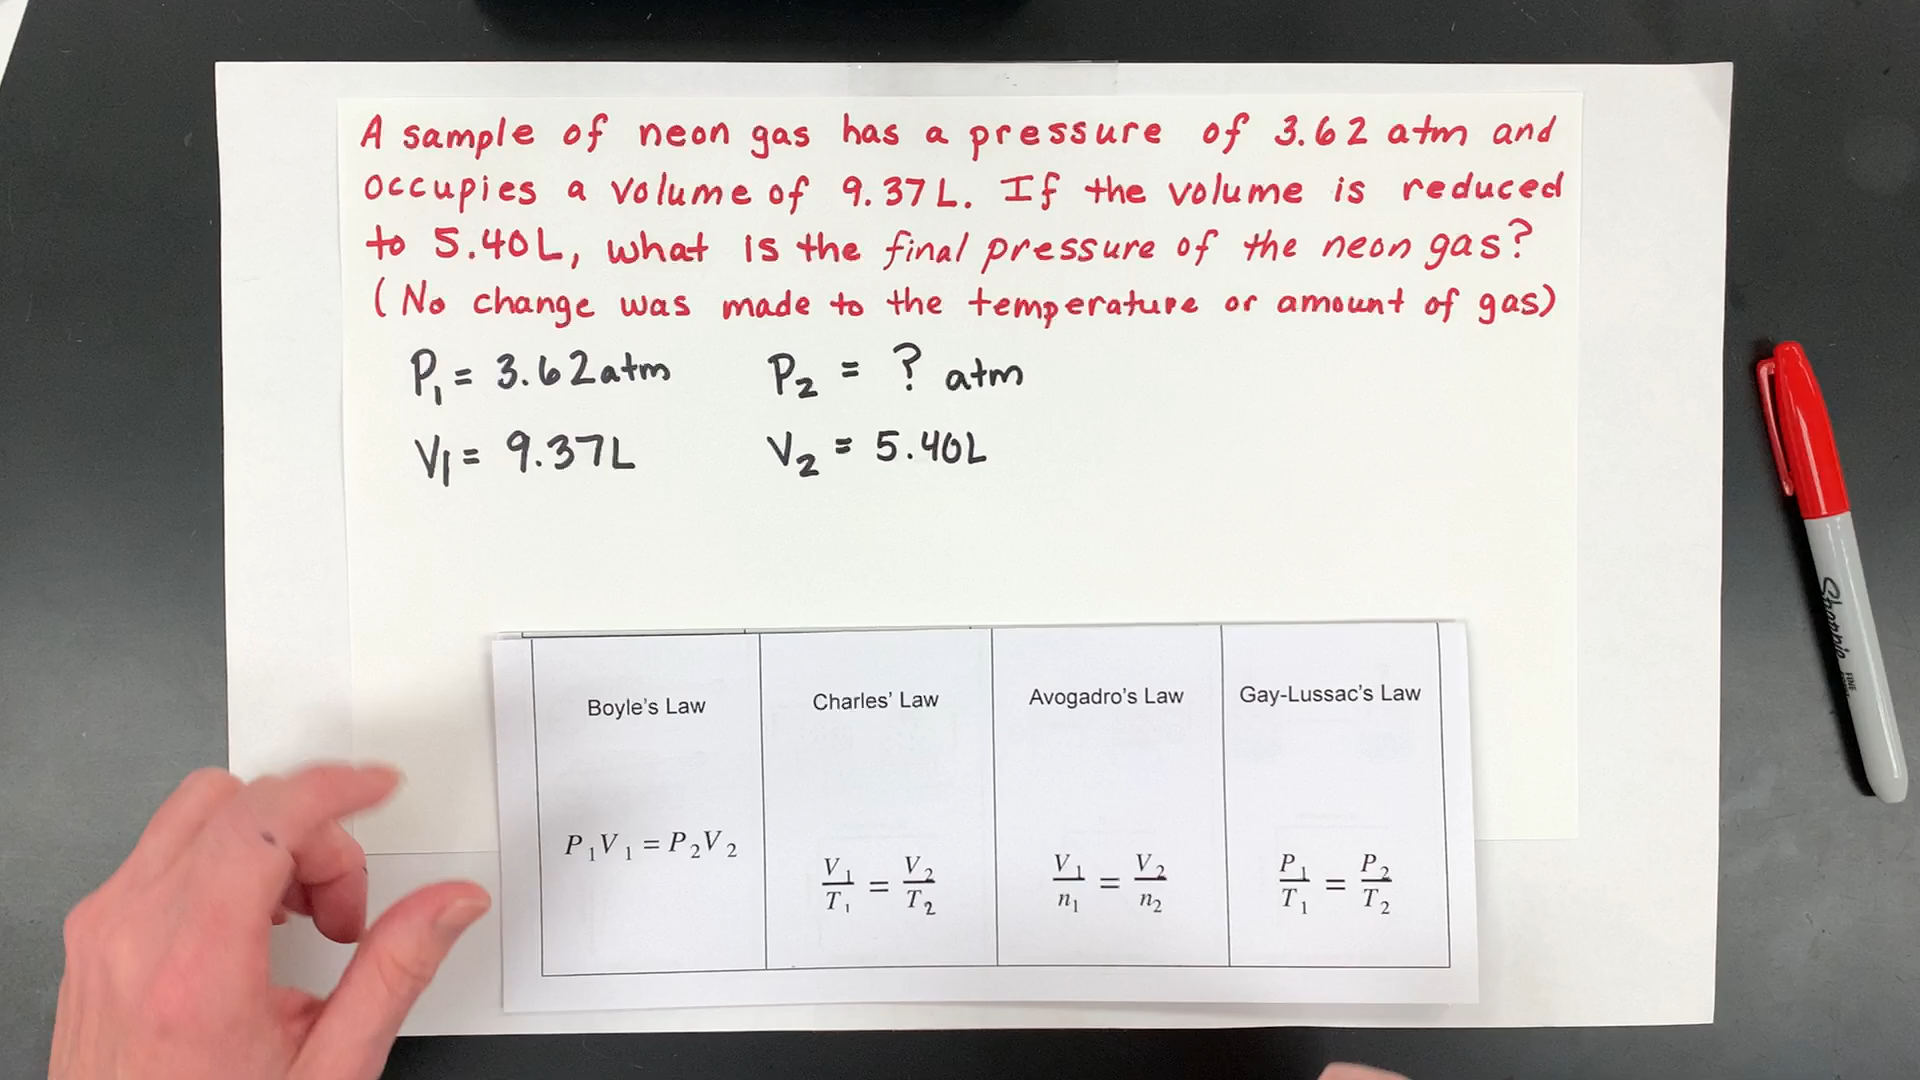 A sample of neon gas has a pressure of 3.62 atm and
occupies a volume of 9.37L. If the volume is reduced
to 5.40L, what is the final pressure of the neon gas?
(No change was made to the temperature or amount of gas)
P₁ = 3.62atm P₂ = ? atm
V₁ = 9.37L V₂ = 5.40L
Boyle's Law
P₁V₁ = P₂V₂
Charles' Law
V₁/T₁ = V₂/T₂
Avogadro's Law
V₁/n₁ = V₂/n₂
Gay-Lussac's Law
P₁/T₁ = P₂/T₂
Sharpie
FINE